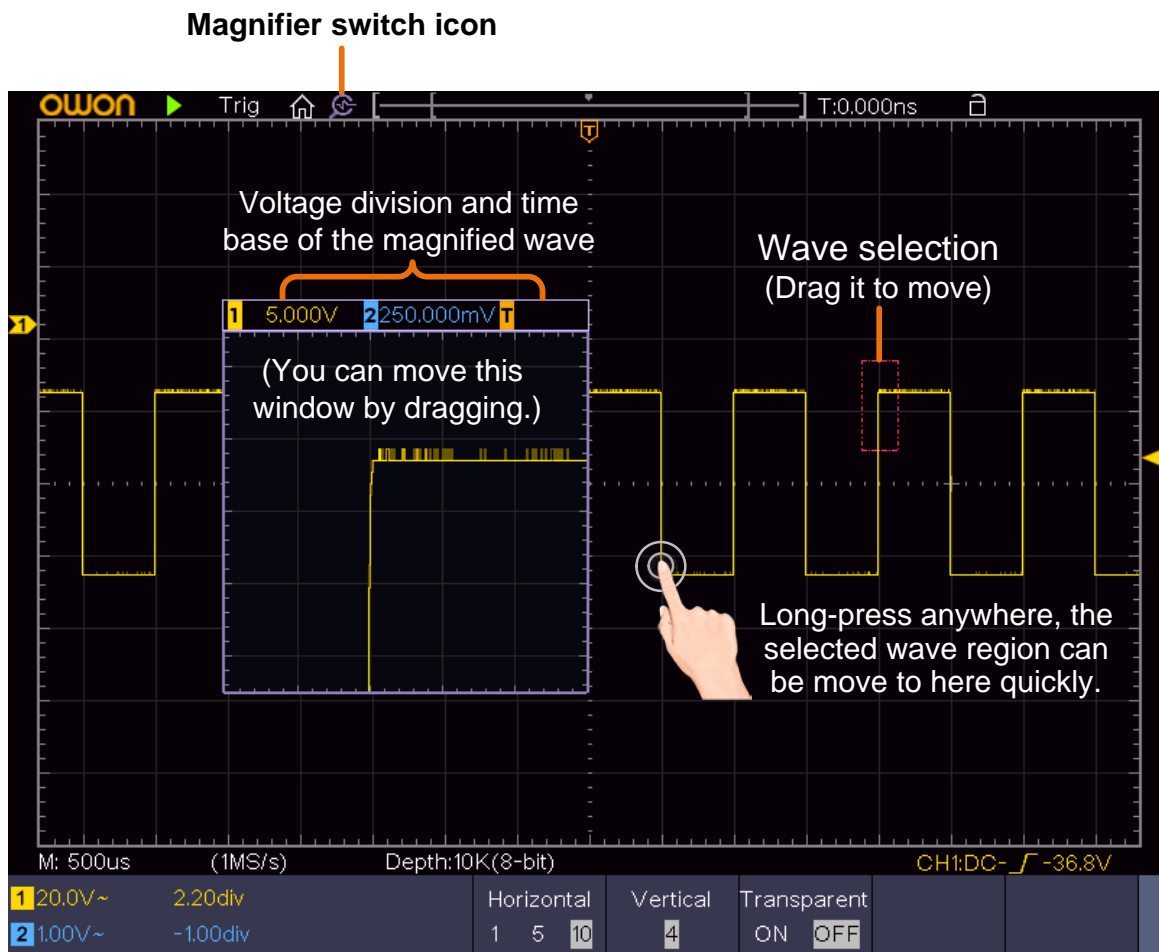 Magnifier switch icon
OWON Trig T:0.000ns
T
Voltage division and time
base of the magnified wave
Wave selection
(Drag it to move)
1 5.000V 2 250.000mV T
1
(You can move this
window by dragging.)
Long-press anywhere, the
selected wave region can
be move to here quickly.
M: 500us (1MS/s) Depth:10K(8-bit) CH1:DC- -36.8V
1 20.0V~ 2.20div Horizontal Vertical Transparent
2 1.00V~ -1.00div 1 5 10 4 ON OFF